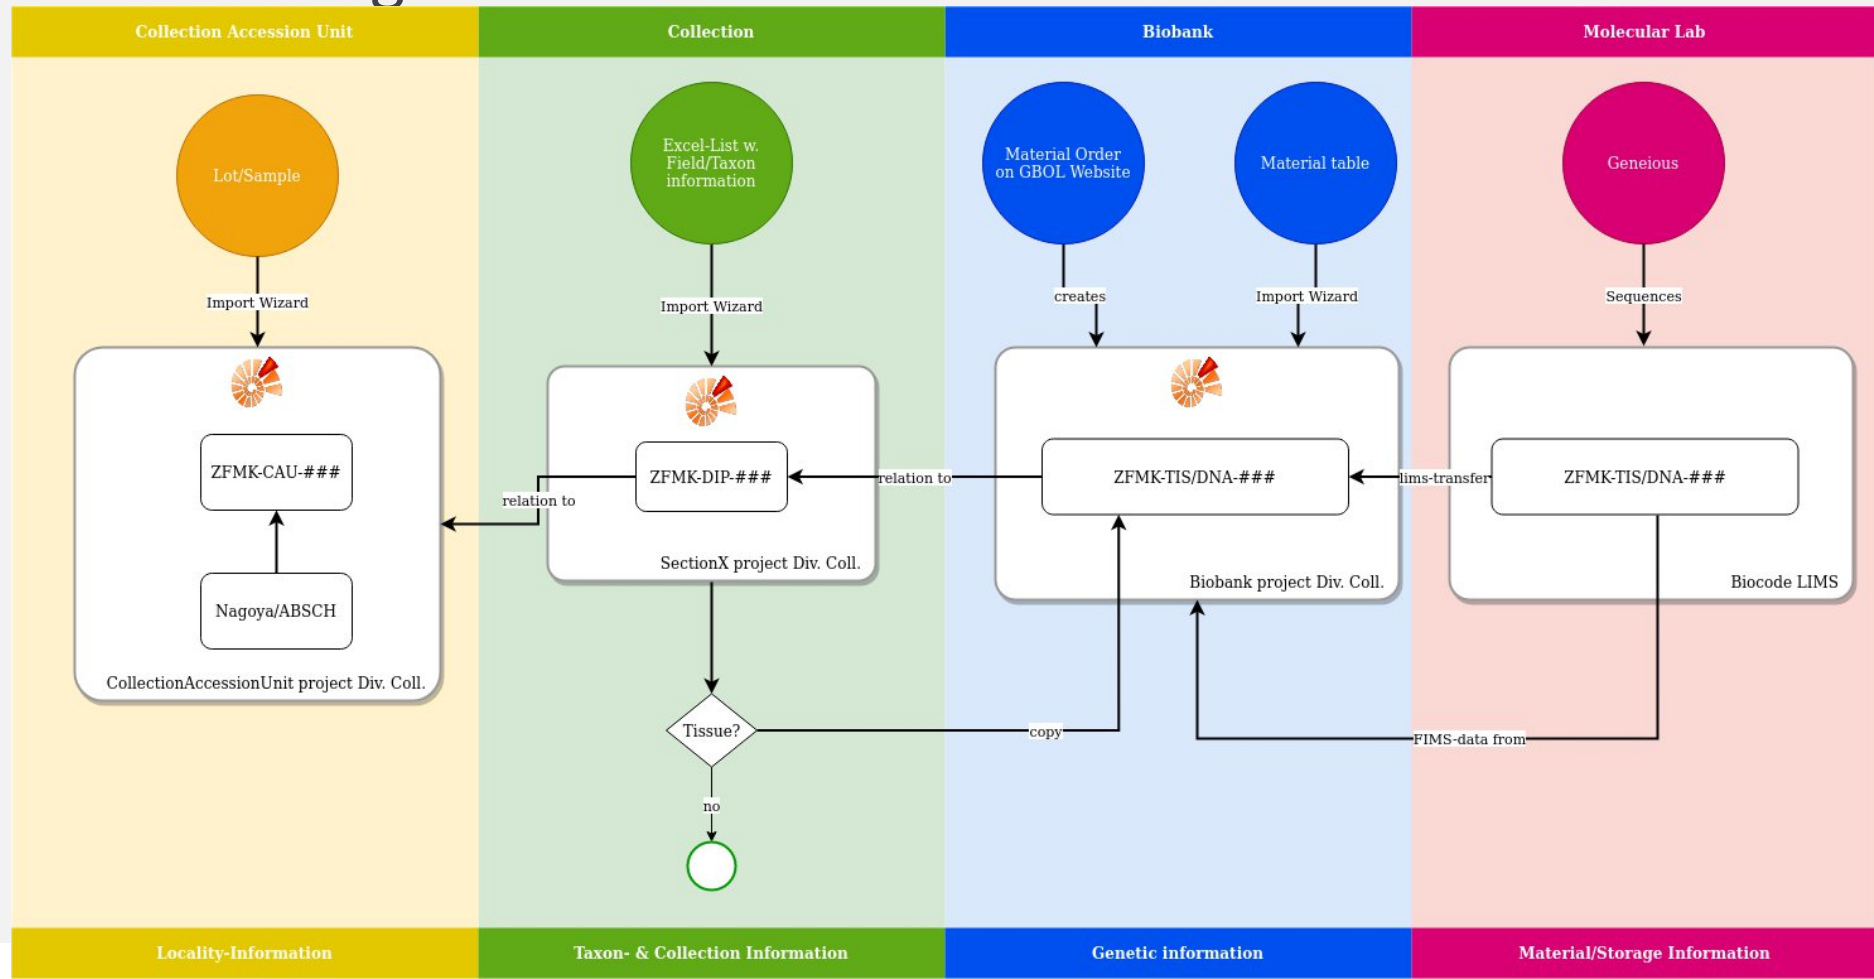 Collection Accession Unit
Collection
Biobank
Molecular Lab
Lot/Sample
Excel-List w.
Field/Taxon
information
Material Order
on GBOL Website
Material table
Geneious
Import Wizard
Import Wizard
creates
Import Wizard
Sequences
ZFMK-CAU-###
Nagoya/ABSCH
CollectionAccessionUnit project Div. Coll.
relation to
ZFMK-DIP-###
SectionX project Div. Coll.
relation to
ZFMK-TIS/DNA-###
Biobank project Div. Coll.
lims-transfer
ZFMK-TIS/DNA-###
Biocode LIMS
Tissue?
copy
FIMS-data from
no
Locality-Information
Taxon- & Collection Information
Genetic information
Material/Storage Information